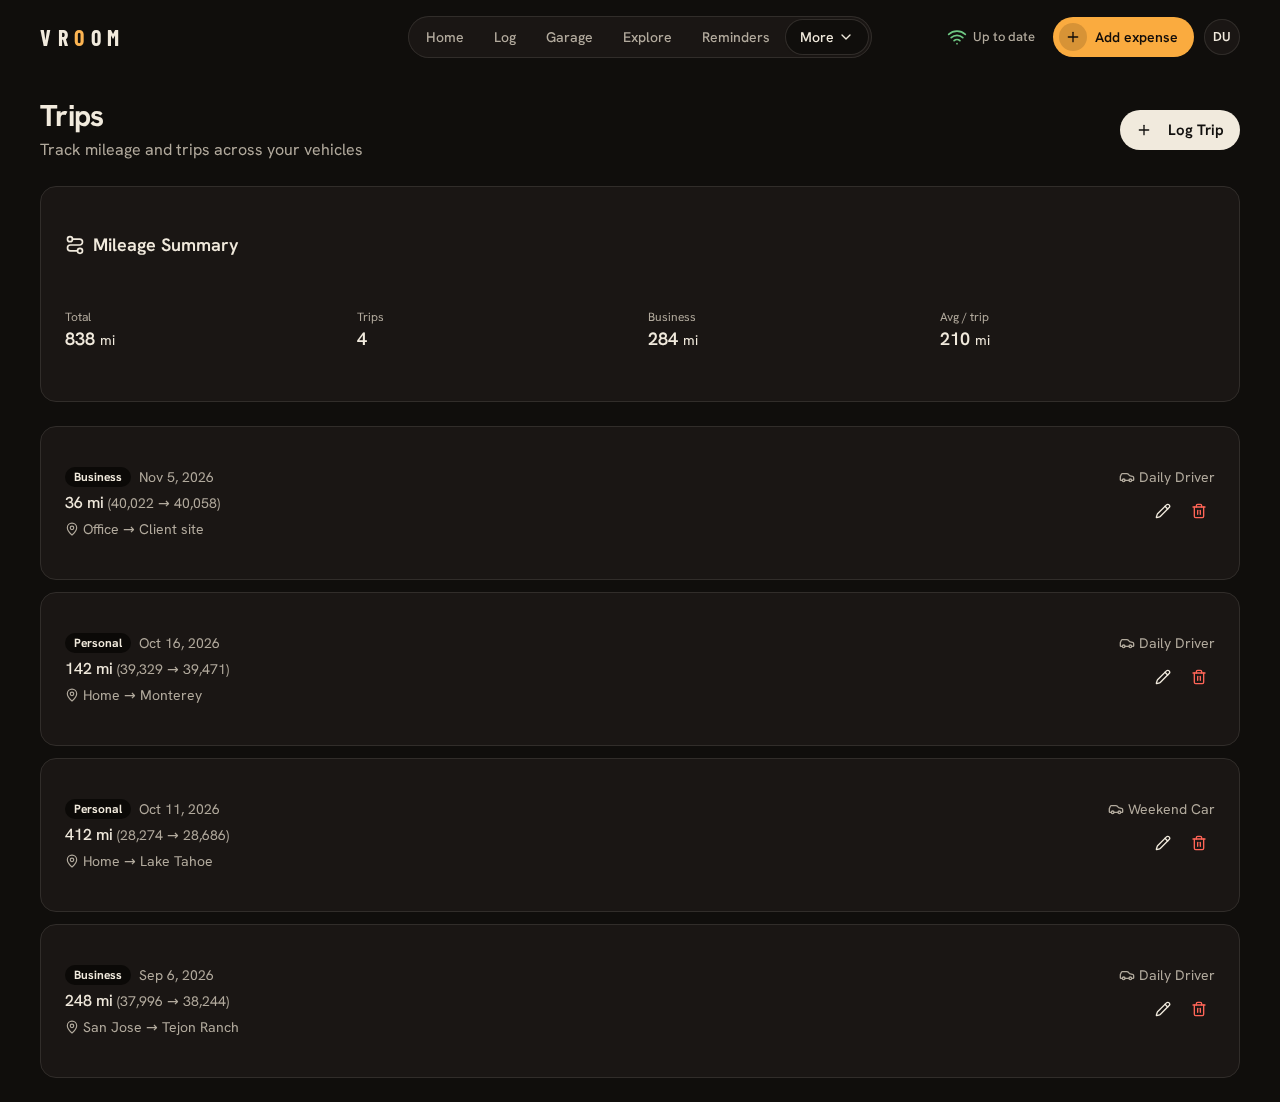 VROOM
Home Log Garage Explore Reminders More
Up to date
Add expense
DU
Trips
Track mileage and trips across your vehicles
Log Trip
Mileage Summary
Total Trips Business Avg / trip
838 mi 4 284 mi 210 mi
Business Nov 5, 2026 Daily Driver
36 mi (40,022 → 40,058)
Office → Client site
Personal Oct 16, 2026 Daily Driver
142 mi (39,329 → 39,471)
Home → Monterey
Personal Oct 11, 2026 Weekend Car
412 mi (28,274 → 28,686)
Home → Lake Tahoe
Business Sep 6, 2026 Daily Driver
248 mi (37,996 → 38,244)
San Jose → Tejon Ranch